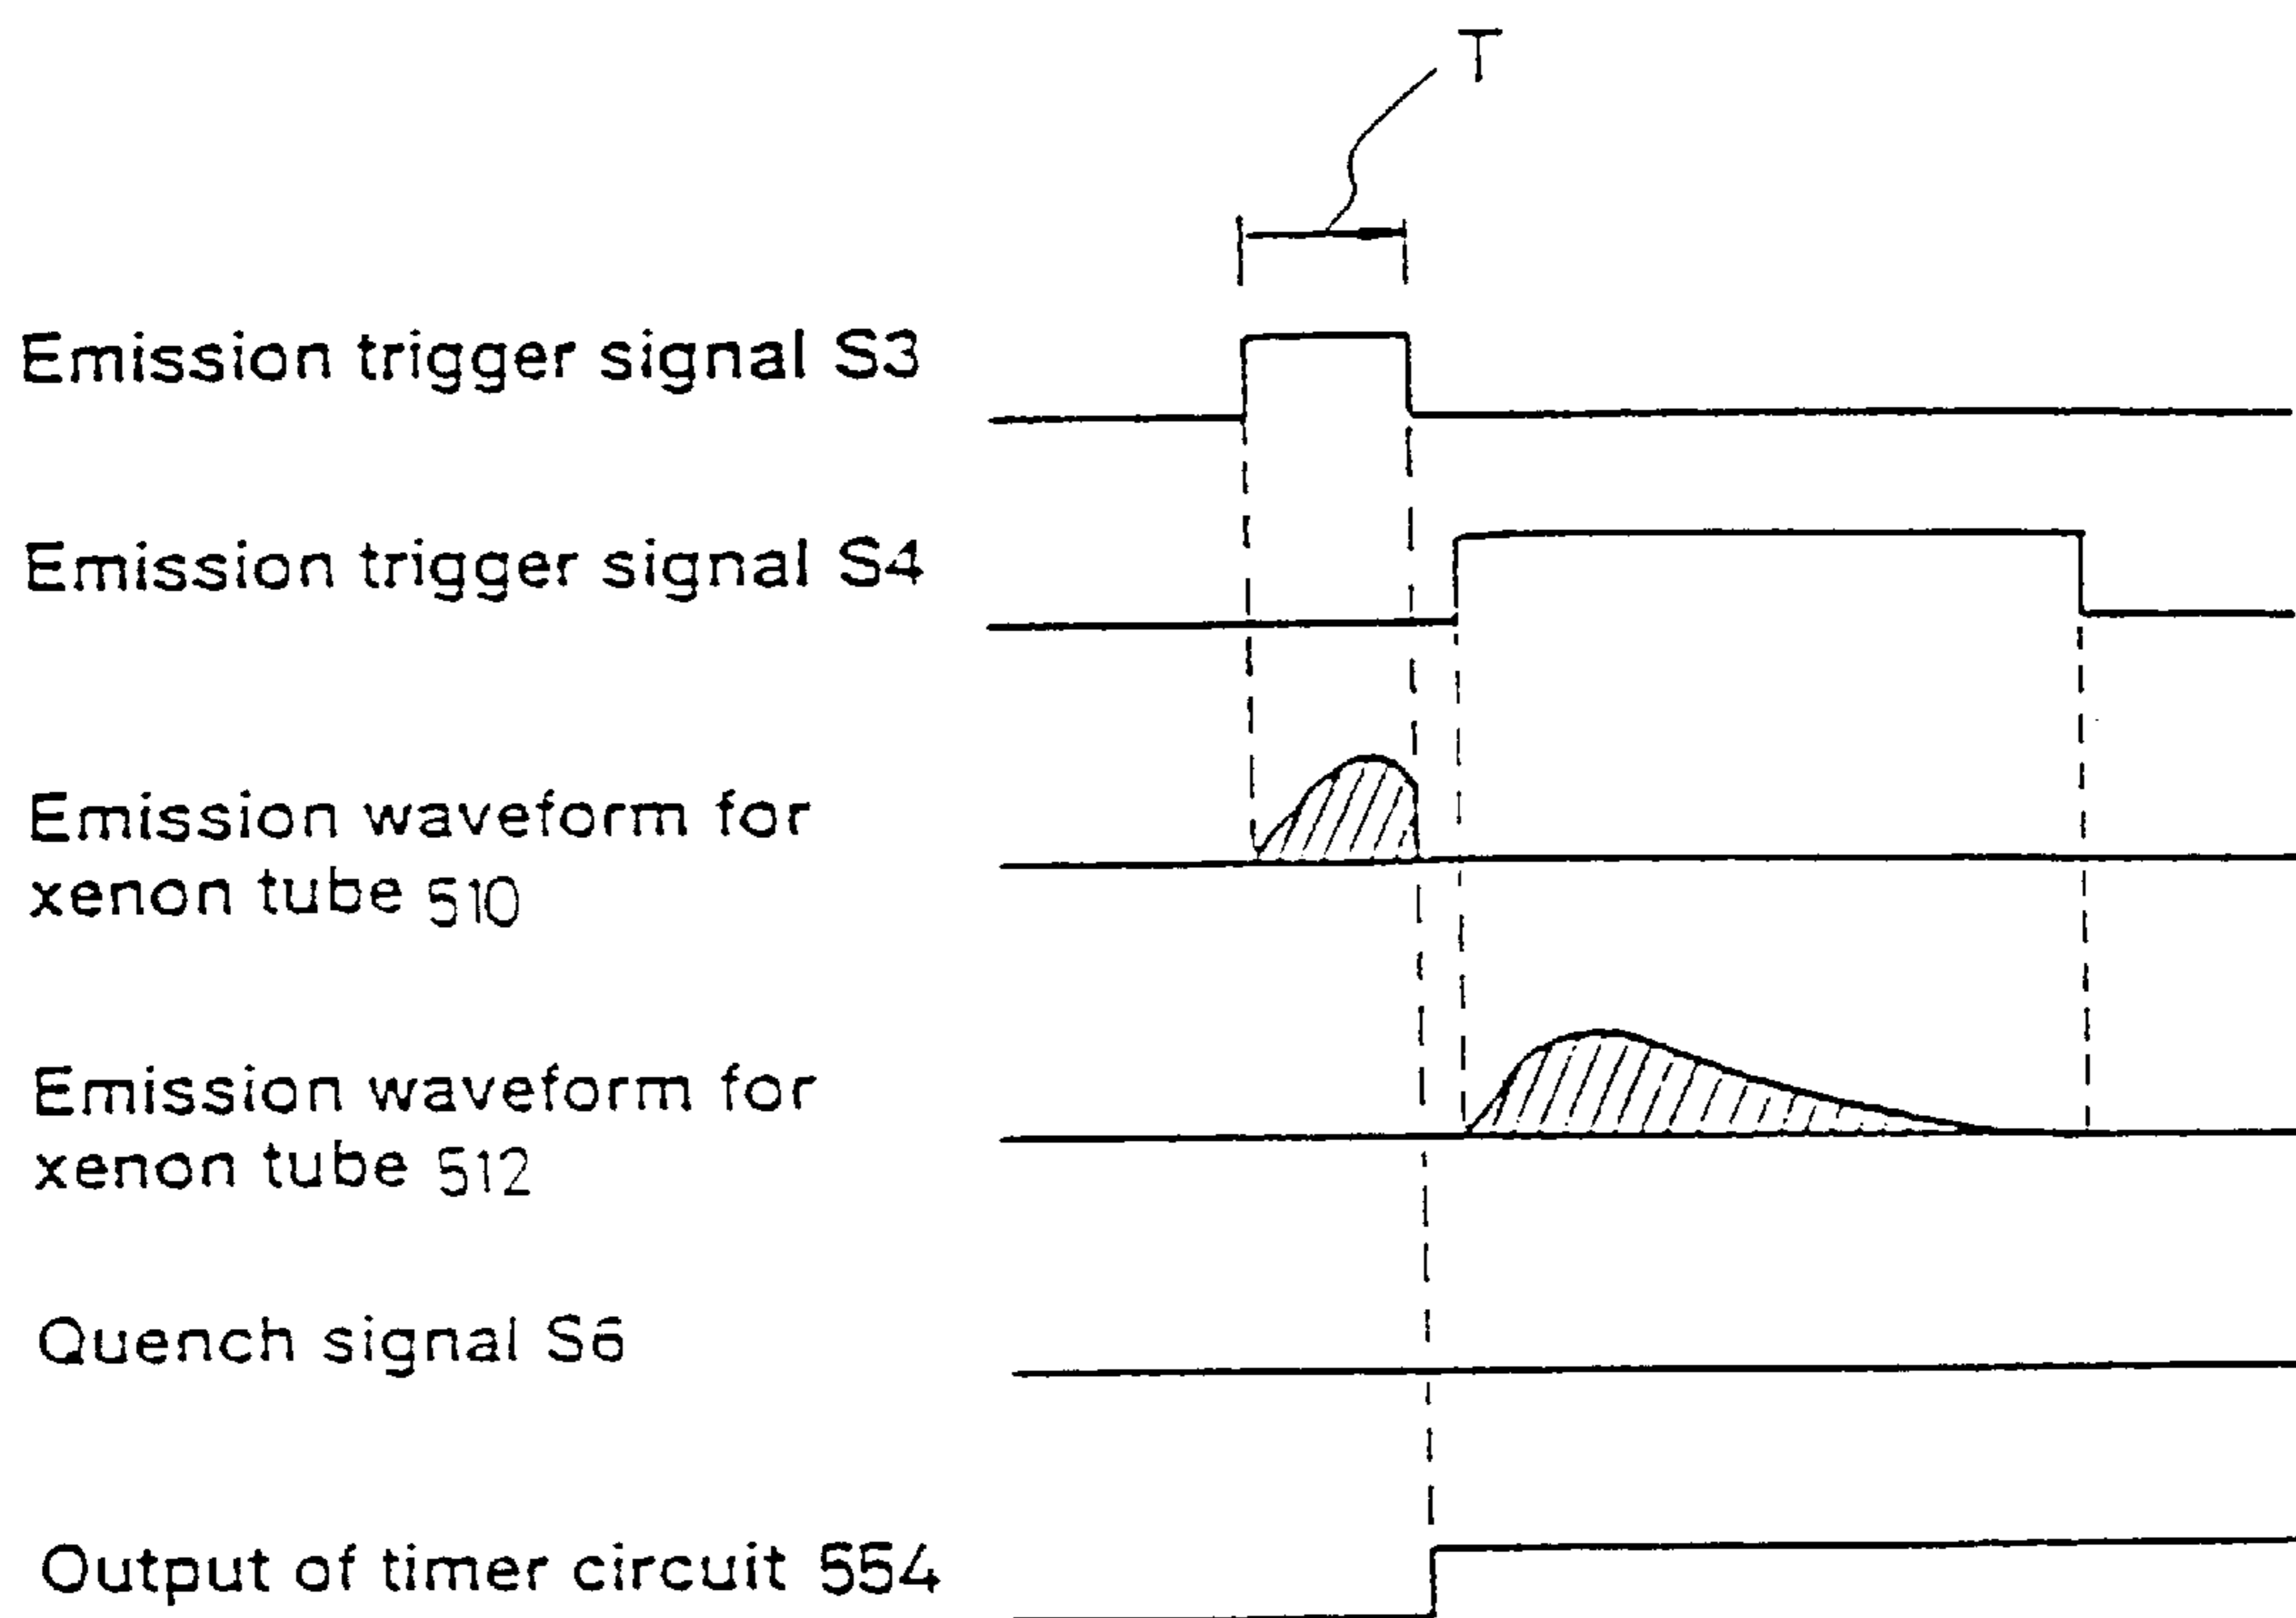 T
Emission trigger signal S3
Emission trigger signal S4
Emission waveform for
xenon tube 510
Emission waveform for
xenon tube 512
Quench signal S6
Output of timer circuit 554